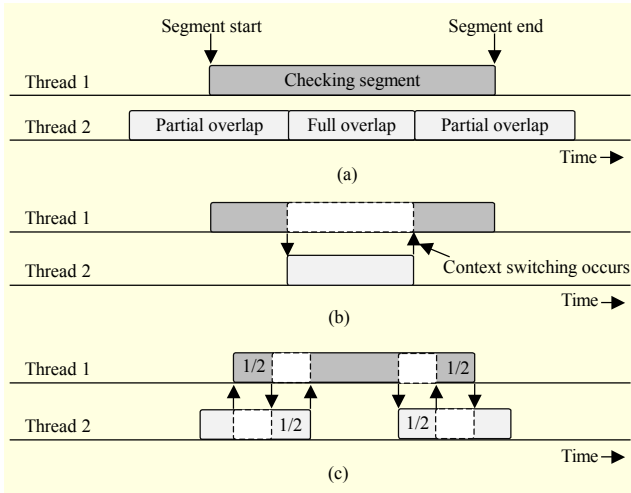 Segment start Segment end
Thread 1 Checking segment
Thread 2 Partial overlap Full overlap Partial overlap
Time
(a)
Thread 1
Thread 2 Context switching occurs
Time
(b)
Thread 1 1/2 1/2
Thread 2 1/2 1/2
Time
(c)